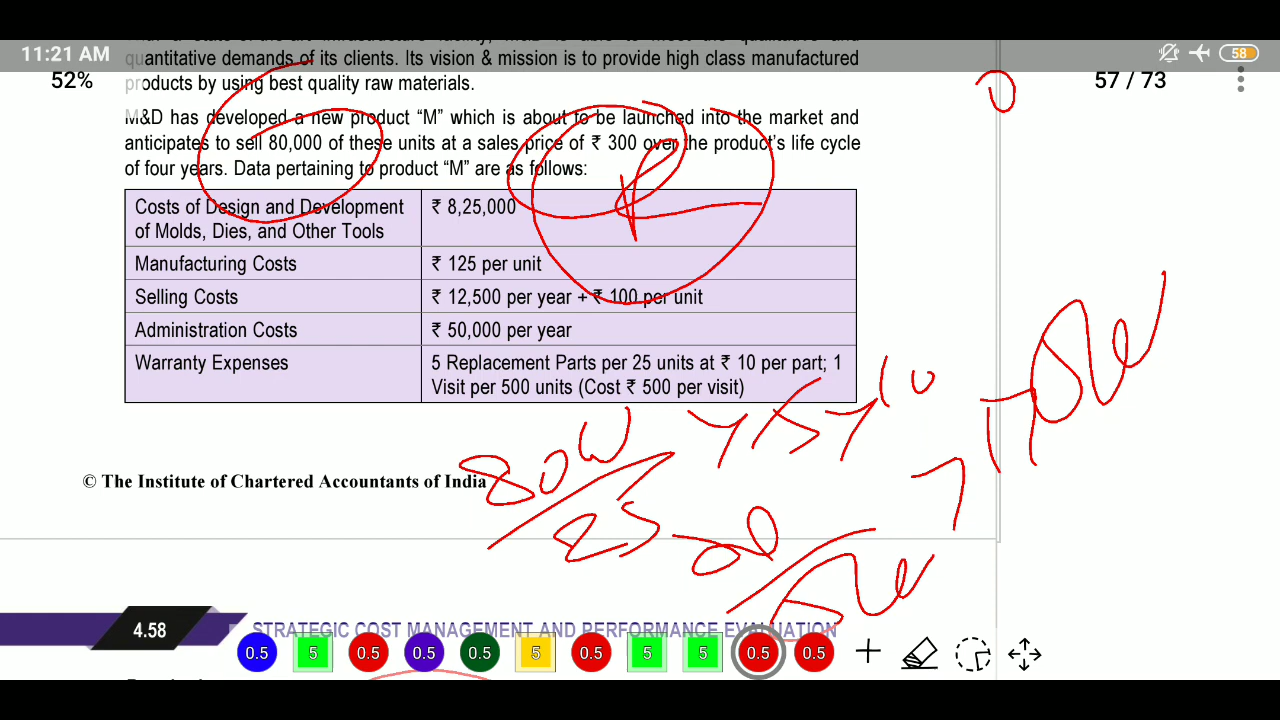 11:21 AM
58
52%
57 / 73
quantitative demands of its clients. Its vision & mission is to provide high class manufactured
products by using best quality raw materials.
M&D has developed a new product “M” which is about to be launched into the market and
anticipates to sell 80,000 of these units at a sales price of ₹ 300 over the product’s life cycle
of four years. Data pertaining to product “M” are as follows:
Costs of Design and Development of Molds, Dies, and Other Tools
₹ 8,25,000
Manufacturing Costs
₹ 125 per unit
Selling Costs
₹ 12,500 per year + ₹ 100 per unit
Administration Costs
₹ 50,000 per year
Warranty Expenses
5 Replacement Parts per 25 units at ₹ 10 per part; 1
Visit per 500 units (Cost ₹ 500 per visit)
© The Institute of Chartered Accountants of India
4.58
STRATEGIC COST MANAGEMENT AND PERFORMANCE EVALUATION
0.5 5 0.5 0.5 0.5 5 0.5 5 5 0.5 0.5